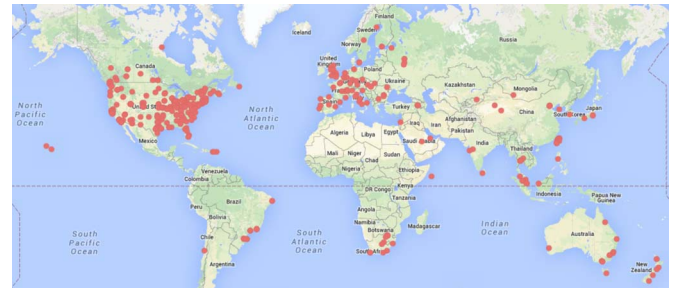 Finland
Sweden
Iceland
Norway
Russia
Canada
United
Kingdom
Poland
Ukraine
Kazakhstan
Mongolia
North
Pacific
Ocean
United St
North
Atlantic
Ocean
Spain
Turkey
China
South Korea
Japan
Iraq
Iran
Afghanistan
Pakistan
Mexico
Algeria
Libya
Egypt
Saudi Arabia
India
Thailand
Mali
Niger
Sudan
Chad
Venezuela
Colombia
Nigeria
Ethiopia
DR Congo
Kenya
Tanzania
Indonesia
Papua New
Guinea
Peru
Brazil
Bolivia
Angola
Namibia
Botswana
Madagascar
South
Pacific
Ocean
Chile
South
Atlantic
Ocean
Indian
Ocean
Australia
South Africa
Argentina
New
Zealand